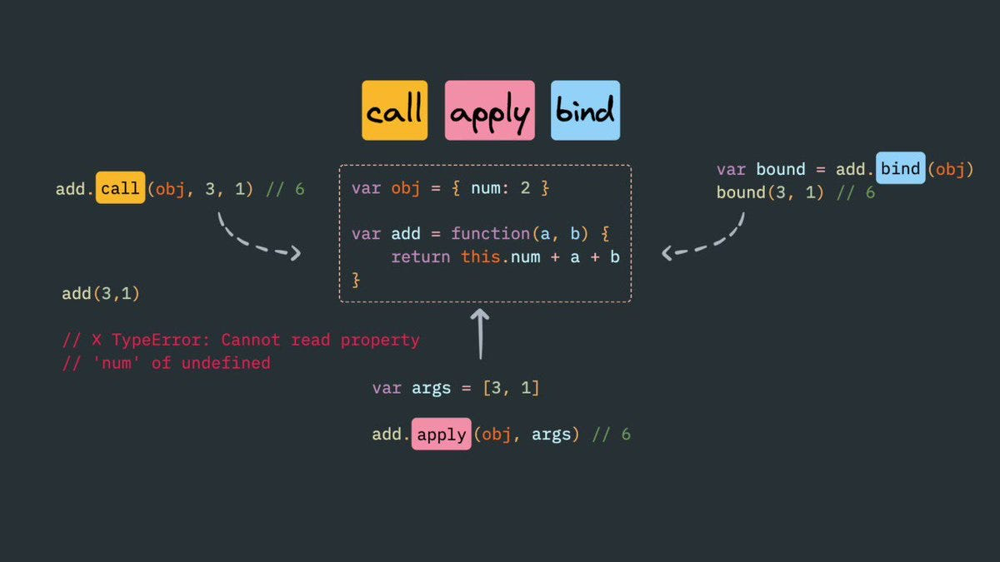 call apply bind
add.call(obj, 3, 1) // 6
var obj = { num: 2 }
var add = function(a, b) {
    return this.num + a + b
}
var bound = add.bind(obj)
bound(3, 1) // 6
add(3,1)
// X TypeError: Cannot read property
// 'num' of undefined
var args = [3, 1]
add.apply(obj, args) // 6